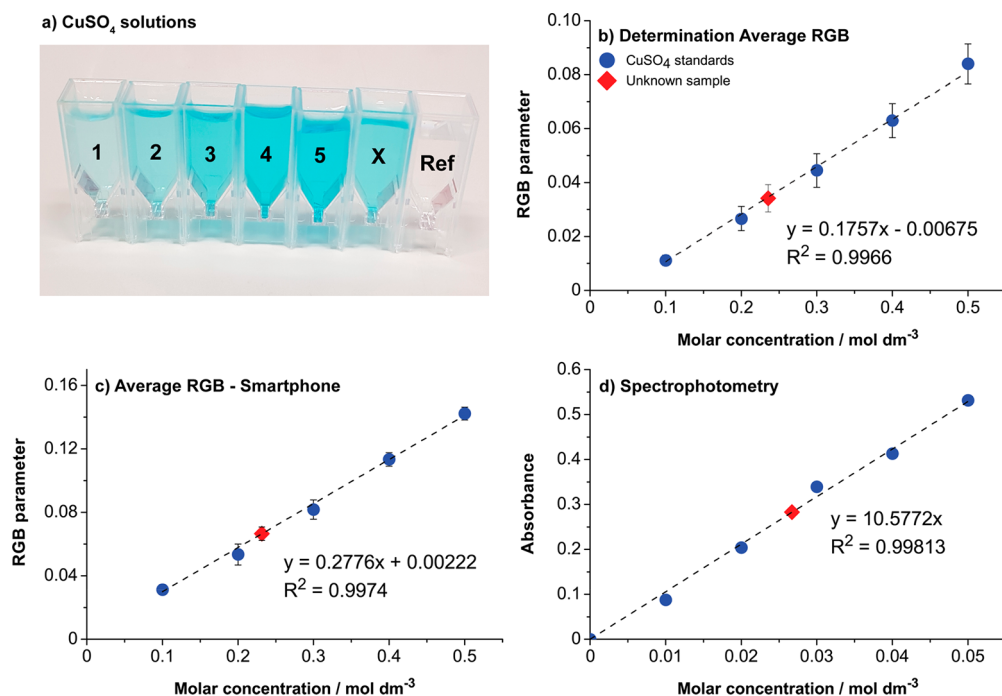 a) CuSO4 solutions
1 2 3 4 5 X Ref
b) Determination Average RGB
CuSO4 standards
Unknown sample
RGB parameter
0.08
0.06
0.04
0.02
0
y = 0.1757x - 0.00675
R2 = 0.9966
0 0.1 0.2 0.3 0.4 0.5
Molar concentration / mol dm-3
c) Average RGB - Smartphone
RGB parameter
0.16
0.12
0.08
0.04
0
y = 0.2776x + 0.00222
R2 = 0.9974
0 0.1 0.2 0.3 0.4 0.5
Molar concentration / mol dm-3
d) Spectrophotometry
Absorbance
0.6
0.5
0.4
0.3
0.2
0.1
0
y = 10.5772x
R2 = 0.99813
0 0.01 0.02 0.03 0.04 0.05
Molar concentration / mol dm-3